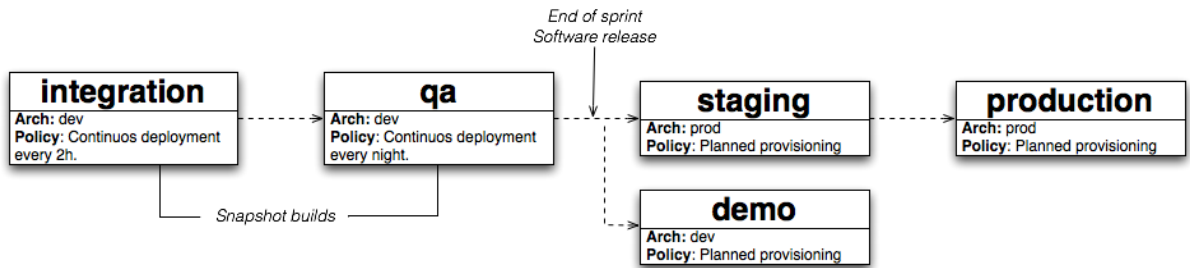 End of sprint
Software release
integration
Arch: dev
Policy: Continuos deployment
every 2h.
qa
Arch: dev
Policy: Continuos deployment
every night.
staging
Arch: prod
Policy: Planned provisioning
production
Arch: prod
Policy: Planned provisioning
Snapshot builds
demo
Arch: dev
Policy: Planned provisioning